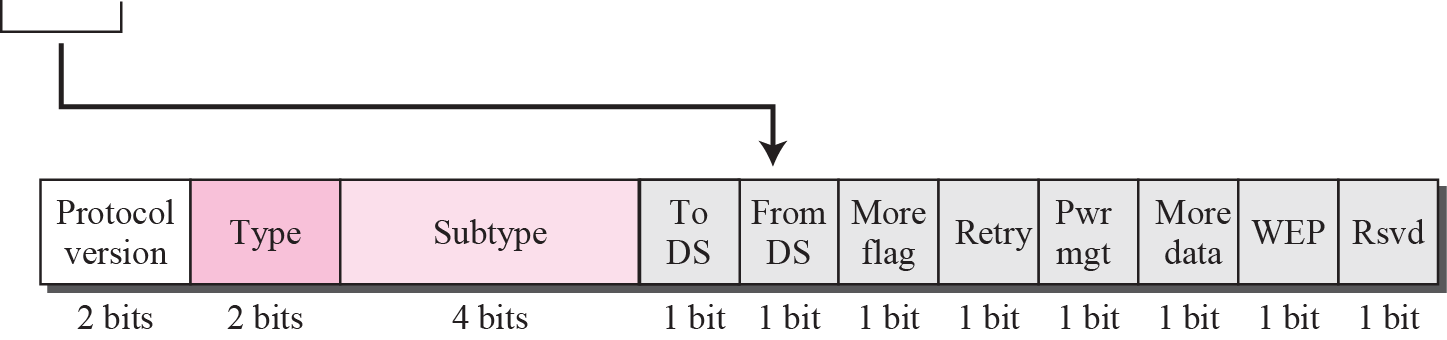 Protocol
version
Type
Subtype
To
DS
From
DS
More
flag
Retry
Pwr
mgt
More
data
WEP
Rsvd
2 bits
2 bits
4 bits
1 bit
1 bit
1 bit
1 bit
1 bit
1 bit
1 bit
1 bit